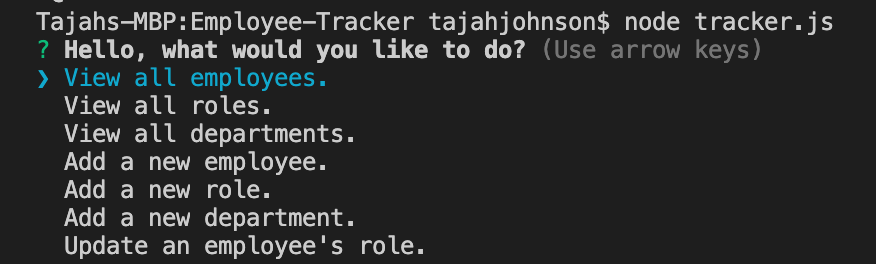 Tajahs-MBP:Employee-Tracker tajahjohnson$ node tracker.js
? Hello, what would you like to do? (Use arrow keys)
❯ View all employees.
View all roles.
View all departments.
Add a new employee.
Add a new role.
Add a new department.
Update an employee's role.